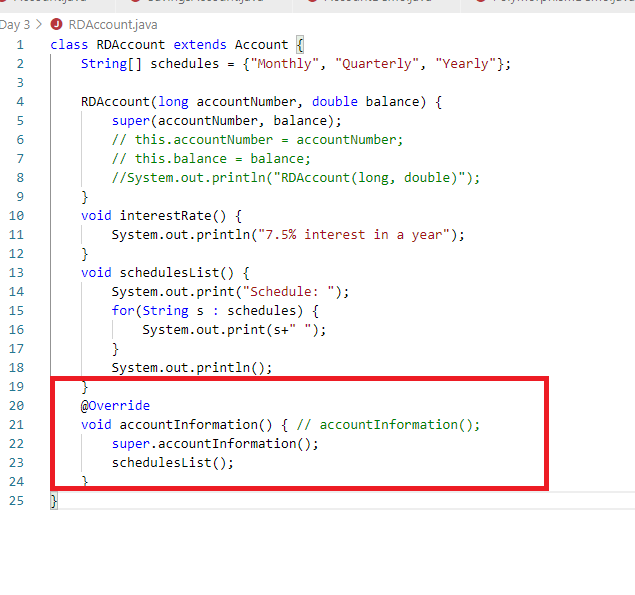 Day 3 > RDAccount.java
1 class RDAccount extends Account {
2 String[] schedules = {"Monthly", "Quarterly", "Yearly"};
3
4 RDAccount(long accountNumber, double balance) {
5 super(accountNumber, balance);
6 // this.accountNumber = accountNumber;
7 // this.balance = balance;
8 //System.out.println("RDAccount(long, double)");
9 }
10 void interestRate() {
11 System.out.println("7.5% interest in a year");
12 }
13 void schedulesList() {
14 System.out.print("Schedule: ");
15 for(String s : schedules) {
16 System.out.print(s+" ");
17 }
18 System.out.println();
19 }
20 @Override
21 void accountInformation() { // accountInformation();
22 super.accountInformation();
23 schedulesList();
24 }
25 }